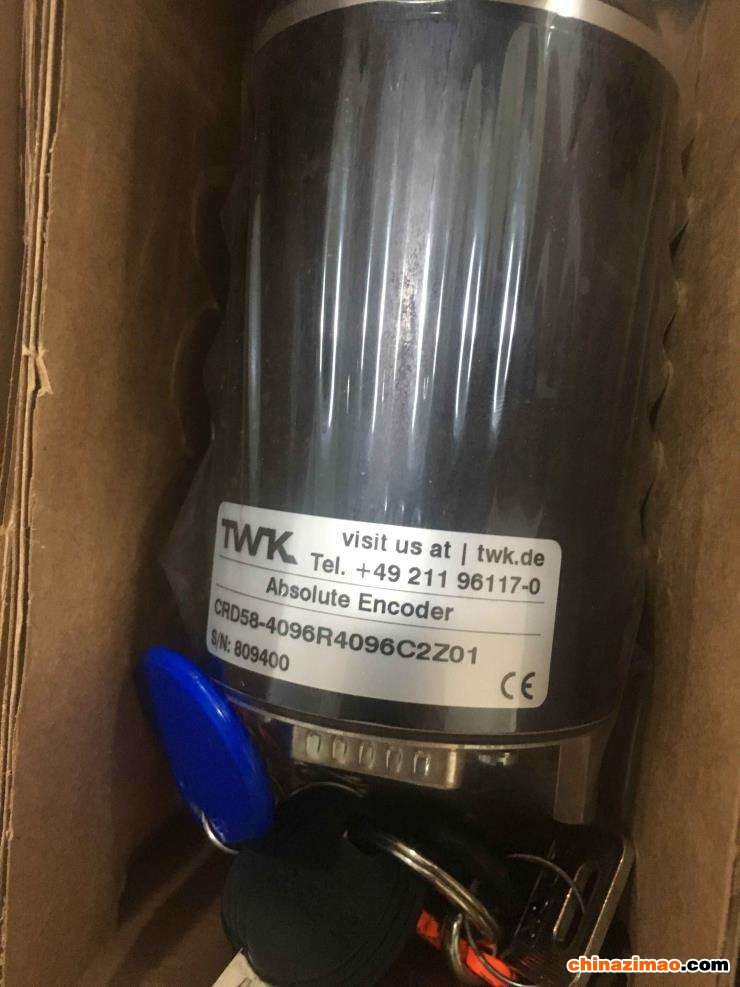 TWK
visit us at | twk.de
Tel. +49 211 96117-0
Absolute Encoder
CRD58-4096R4096C2Z01
S/N: 809400
CE
chinazimao.com